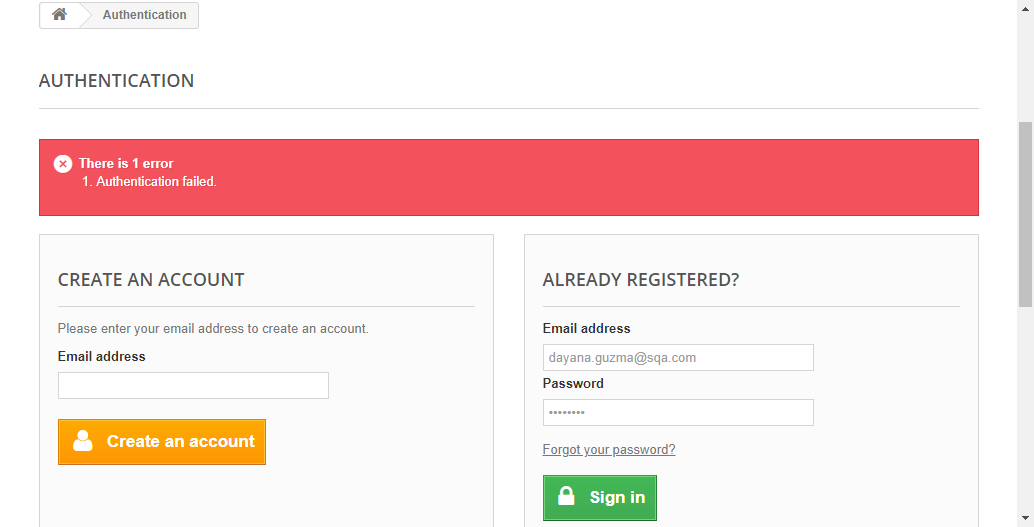 Authentication
AUTHENTICATION
There is 1 error
1. Authentication failed.
CREATE AN ACCOUNT
Please enter your email address to create an account.
Email address
Create an account
ALREADY REGISTERED?
Email address
dayana.guzma@sqa.com
Password
••••••••
Forgot your password?
Sign in